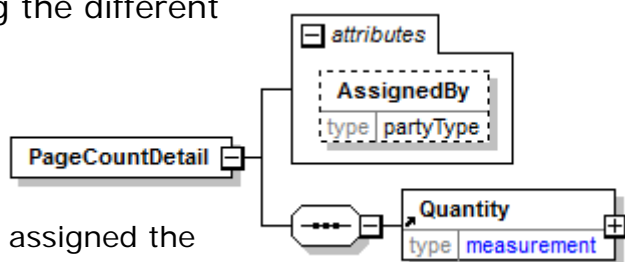 g the different
attributes
AssignedBy
type partyType
PageCountDetail
Quantity
type measurement
assigned the